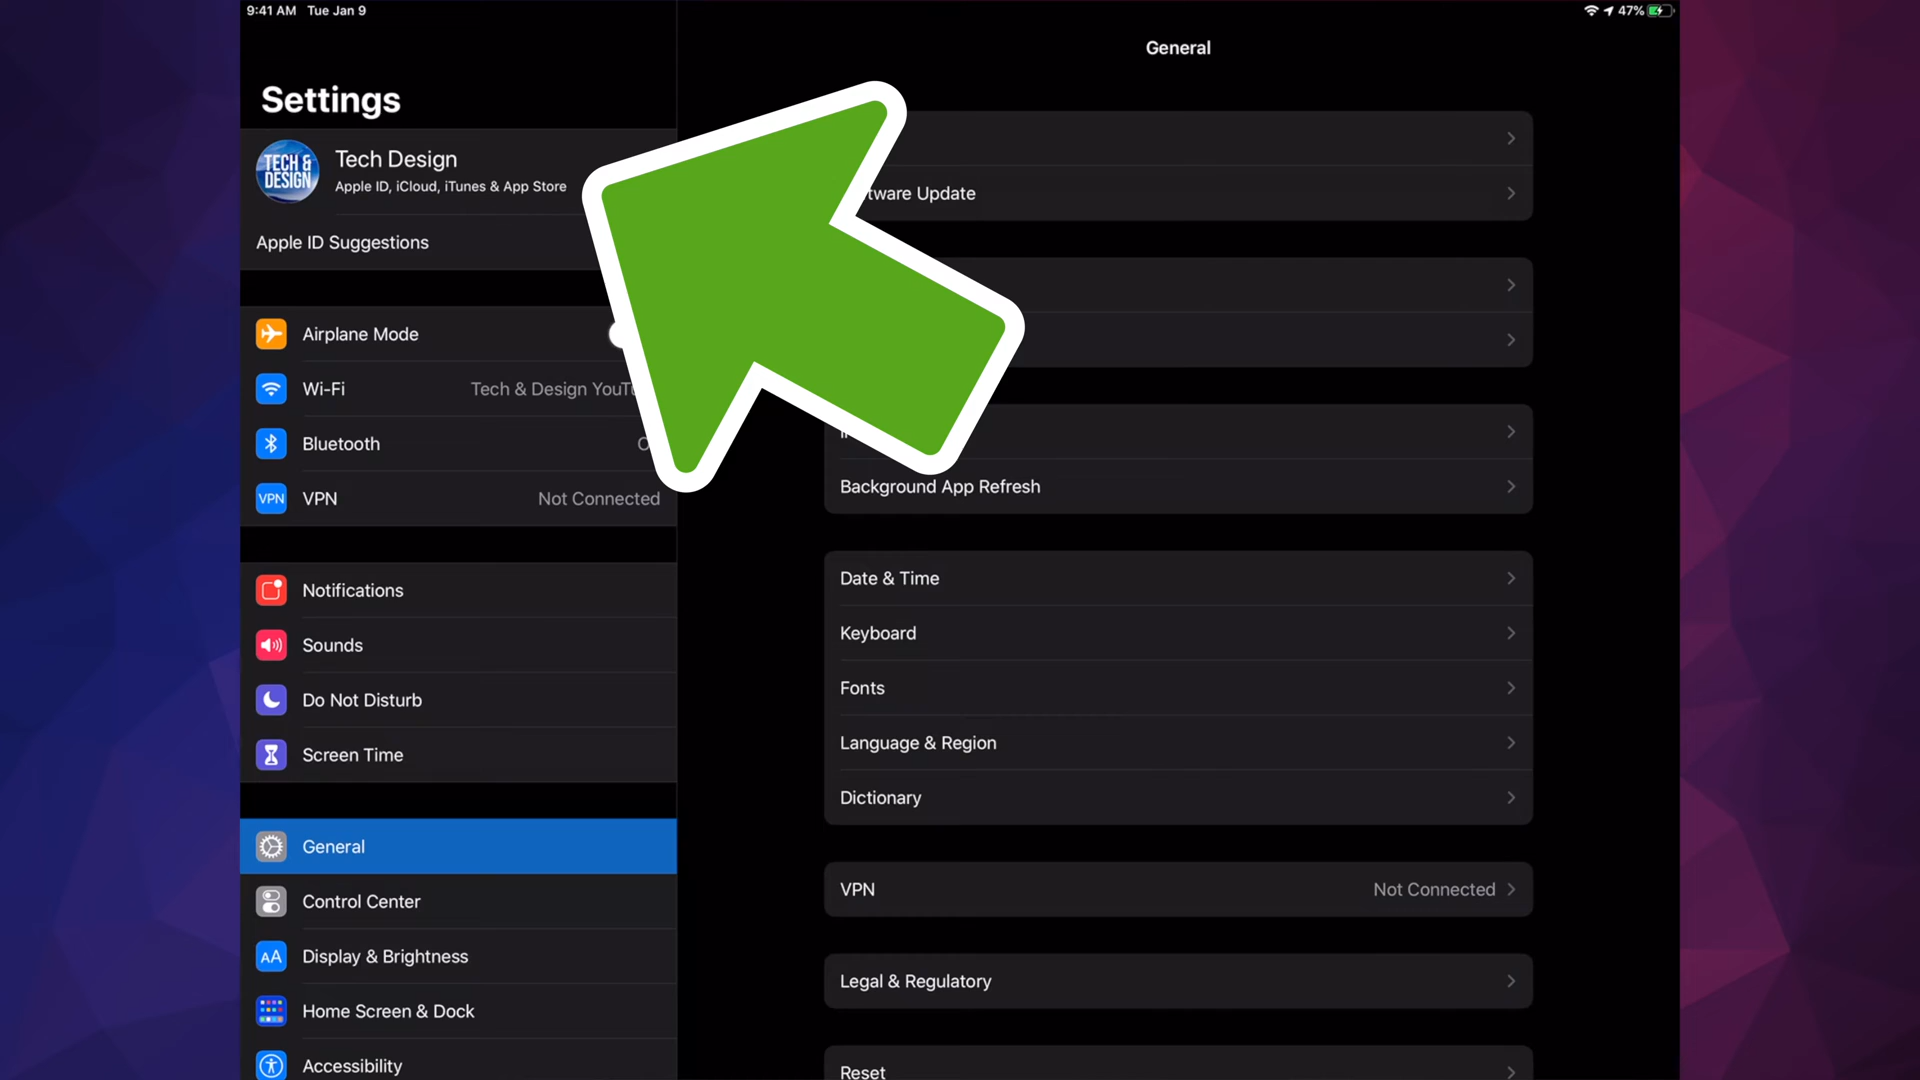 9:41 AM Tue Jan 9
47%
Settings
General
TECH &
DESIGN
Tech Design
Apple ID, iCloud, iTunes & App Store
Apple ID Suggestions
Airplane Mode
Wi-Fi
Tech & Design
Bluetooth
VPN
VPN
Not Connected
Notifications
Sounds
Do Not Disturb
Screen Time
General
Control Center
AA
Display & Brightness
Home Screen & Dock
Accessibility
Update
Background App Refresh
Date & Time
Keyboard
Fonts
Language & Region
Dictionary
VPN
Not Connected
Legal & Regulatory
Reset